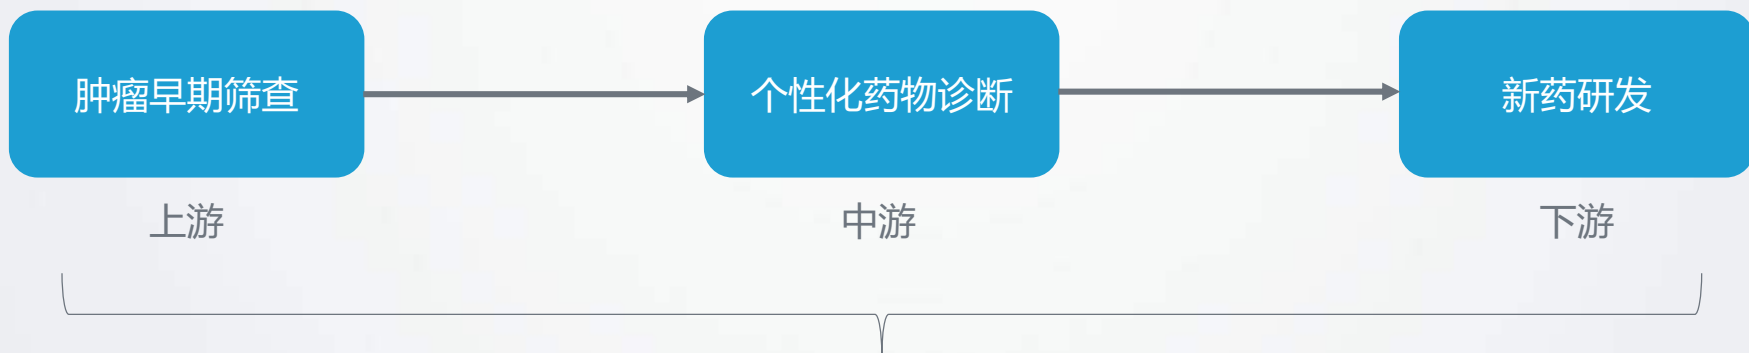 肿瘤早期筛查
个性化药物诊断
新药研发
上游
中游
下游